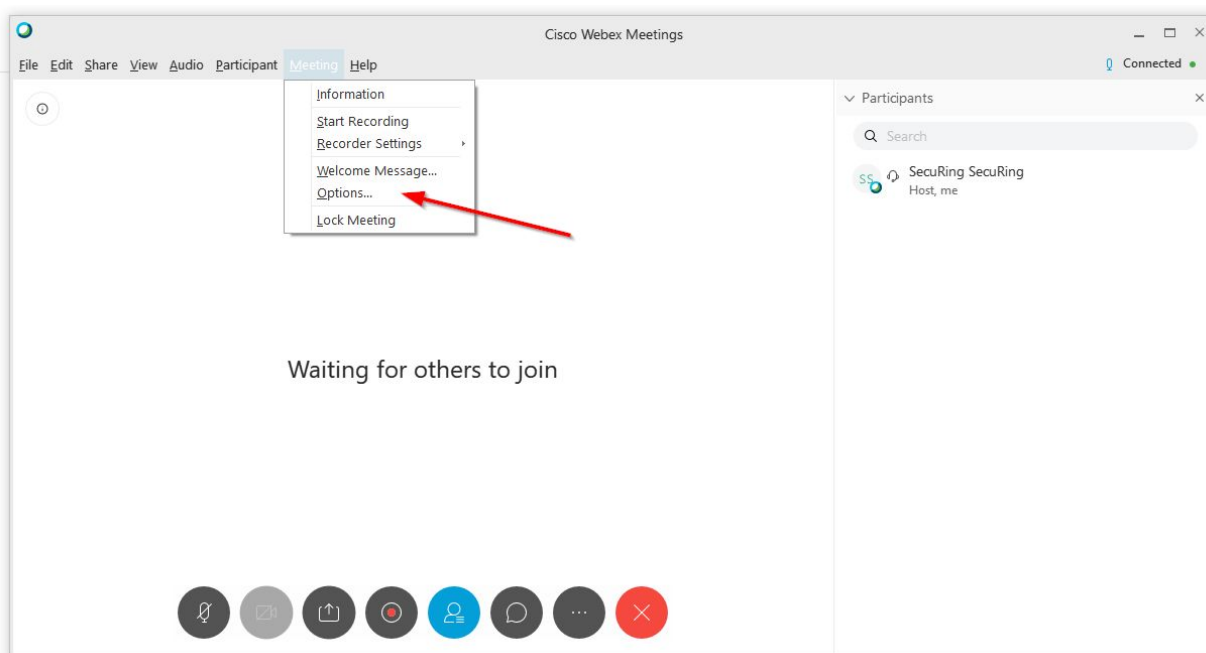 Cisco Webex Meetings
File Edit Share View Audio Participant Meeting Help
Connected
Information
Start Recording
Recorder Settings
Welcome Message...
Options...
Lock Meeting
Waiting for others to join
Participants
Search
SS
SecuRing SecuRing
Host, me